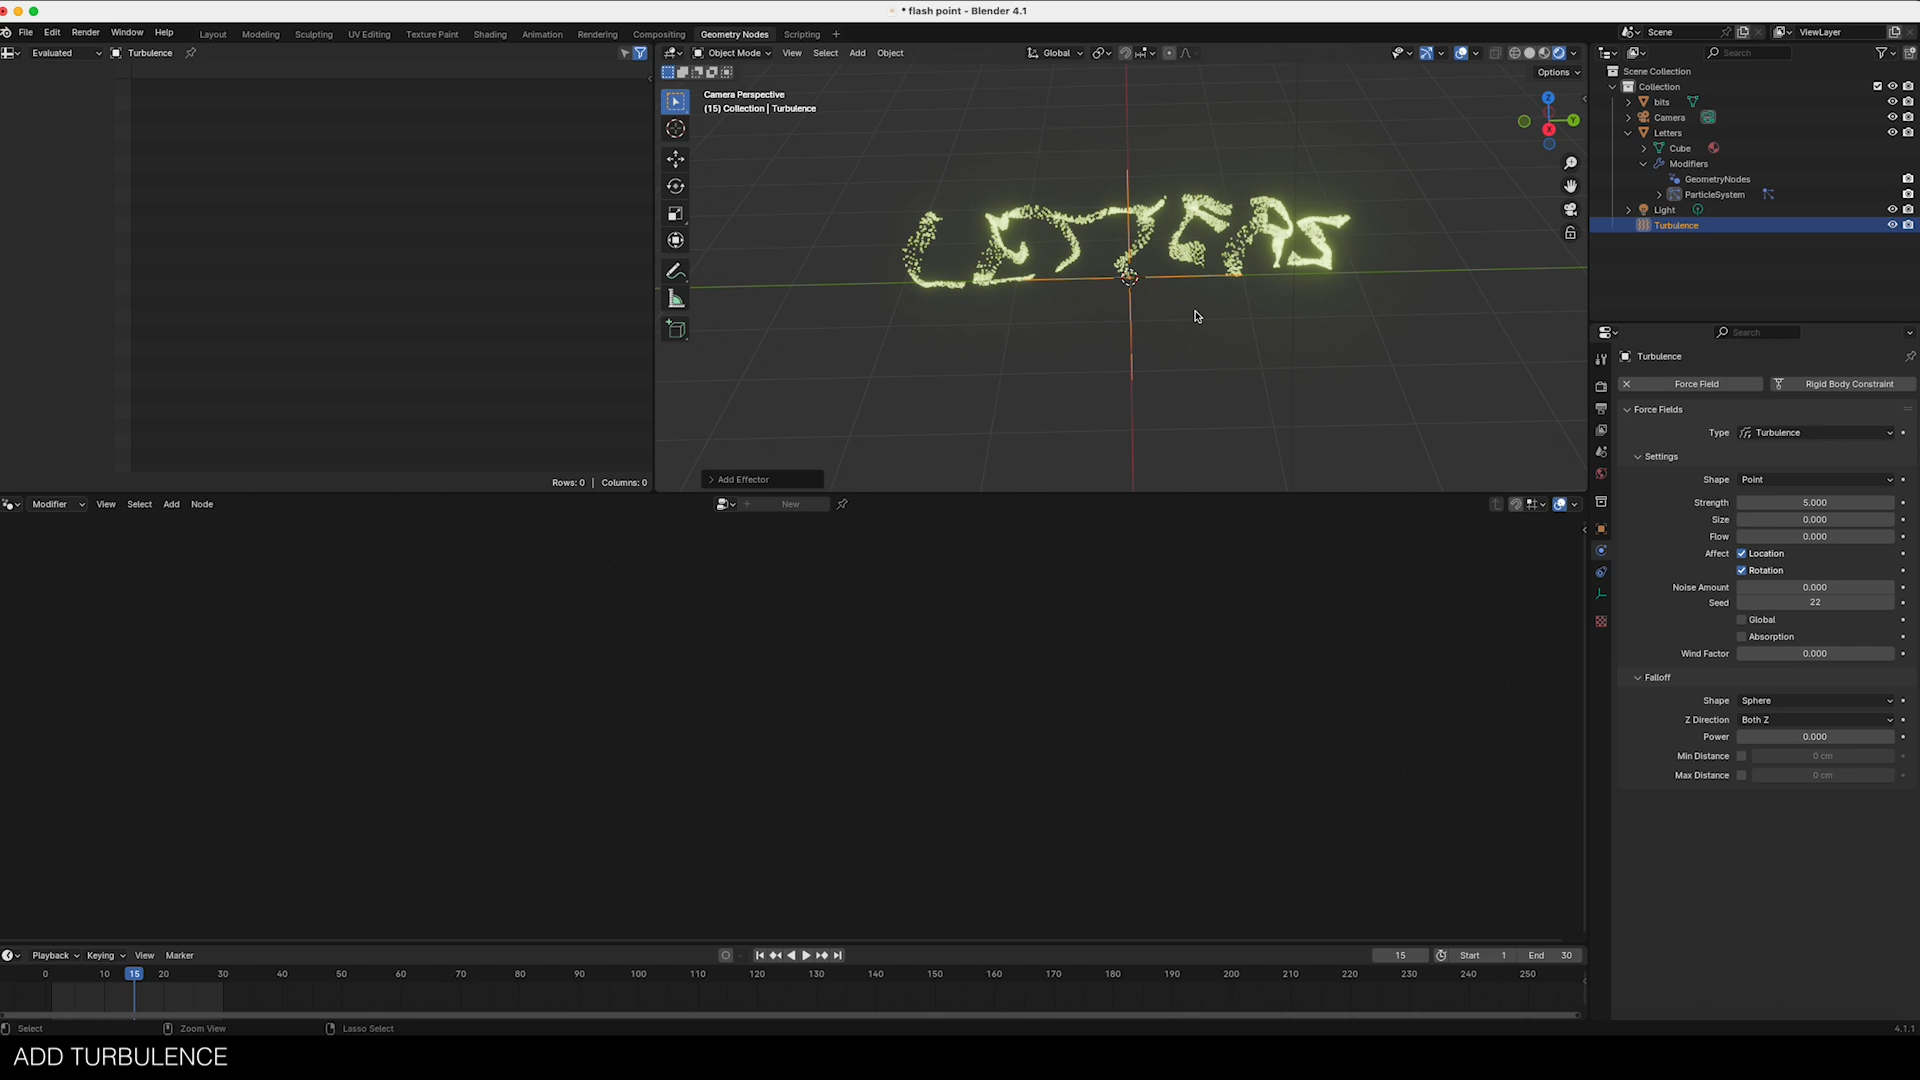 * flash point - Blender 4.1
File Edit Render Window Help Layout Modeling Sculpting UV Editing Texture Paint Shading Animation Rendering Compositing Geometry Nodes Scripting + Scene ViewLayer
Evaluated Turbulence Object Mode View Select Add Object Global Search
Options
Camera Perspective
(15) Collection | Turbulence
Z
Y
X
LETTERS
Add Effector
Rows: 0 | Columns: 0
Scene Collection
Collection
bits
Camera
Letters
Cube
Modifiers
GeometryNodes
ParticleSystem
Light
Turbulence
Search
Turbulence
Force Field Rigid Body Constraint
Force Fields
Type Turbulence
Settings
Shape Point
Strength 5.000
Size 0.000
Flow 0.000
Affect Location
Rotation
Noise Amount 0.000
Seed 22
Global
Absorption
Wind Factor 0.000
Falloff
Shape Sphere
Z Direction Both Z
Power 0.000
Min Distance 0 cm
Max Distance 0 cm
Modifier View Select Add Node New
Playback Keying View Marker 15 Start 1 End 30
0 10 15 20 30 40 50 60 70 80 90 100 110 120 130 140 150 160 170 180 190 200 210 220 230 240 250
Select Zoom View Lasso Select 4.1.1
ADD TURBULENCE